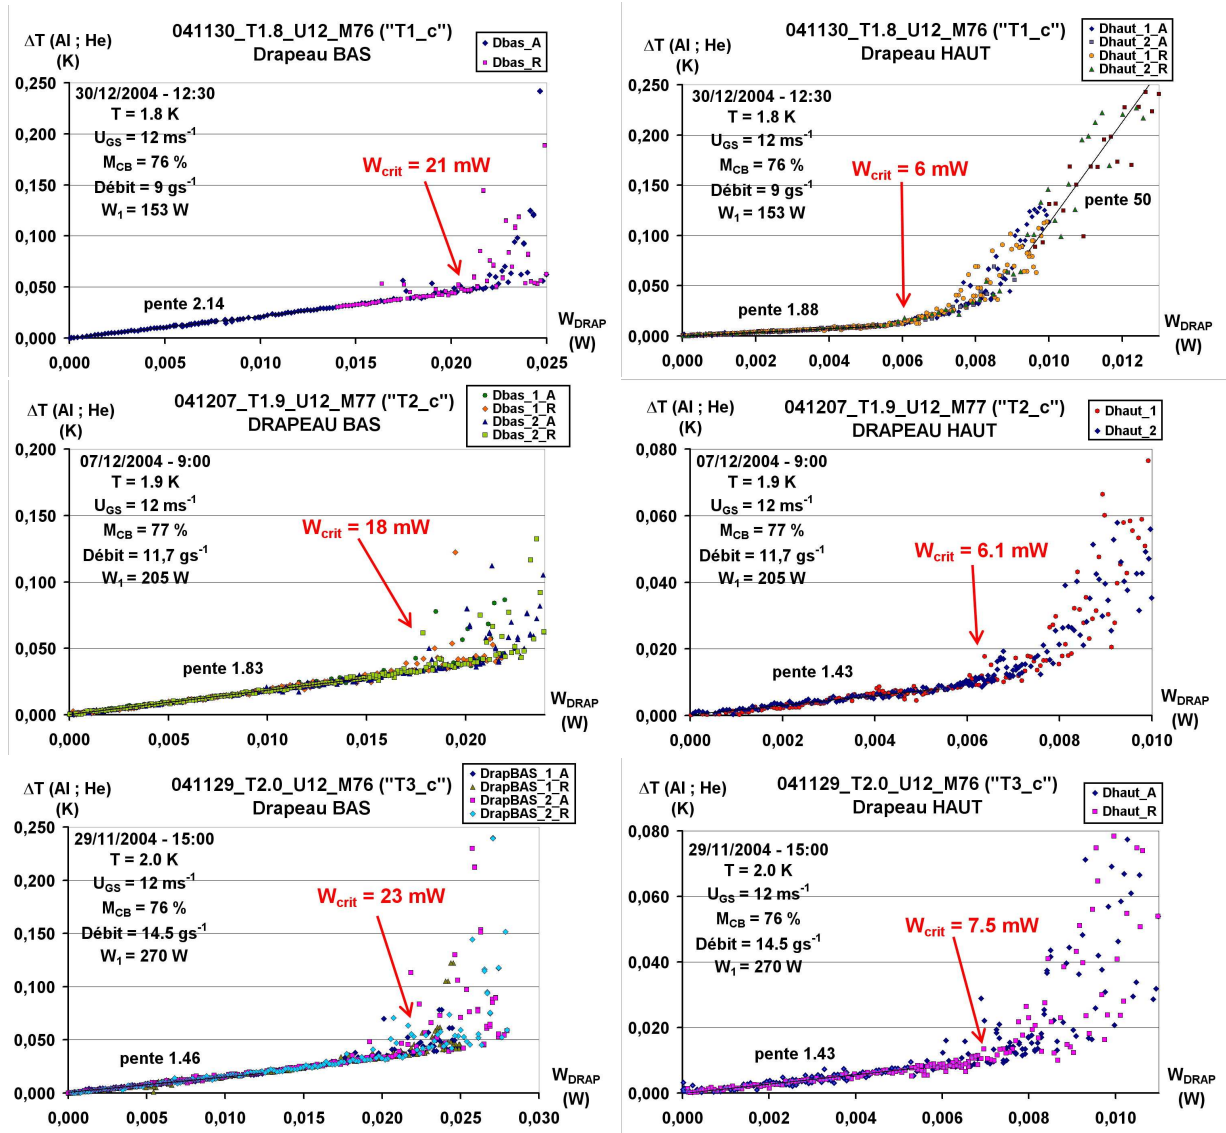 041130_T1.8_U12_M76 ("T1_c")
Drapeau BAS
ΔT (Al ; He)
(K)
Dbas_A
Dbas_R
0,250
0,200
0,150
0,100
0,050
0,000
30/12/2004 - 12:30
T = 1.8 K
U_GS = 12 ms⁻¹
M_CB = 76 %
Débit = 9 gs⁻¹
W₁ = 153 W
W_crit = 21 mW
pente 2.14
W_DRAP
(W)
0,000 0,005 0,010 0,015 0,020 0,025
041130_T1.8_U12_M76 ("T1_c")
Drapeau HAUT
ΔT (Al ; He)
(K)
Dhaut_1_A
Dhaut_2_A
Dhaut_1_R
Dhaut_2_R
0,250
0,200
0,150
0,100
0,050
0,000
30/12/2004 - 12:30
T = 1.8 K
U_GS = 12 ms⁻¹
M_CB = 76 %
Débit = 9 gs⁻¹
W₁ = 153 W
W_crit = 6 mW
pente 50
pente 1.88
W_DRAP
(W)
0,000 0,002 0,004 0,006 0,008 0,010 0,012
041207_T1.9_U12_M77 ("T2_c")
DRAPEAU BAS
ΔT (Al ; He)
(K)
Dbas_1_A
Dbas_1_R
Dbas_2_A
Dbas_2_R
0,200
0,150
0,100
0,050
0,000
07/12/2004 - 9:00
T = 1.9 K
U_GS = 12 ms⁻¹
M_CB = 77 %
Débit = 11,7 gs⁻¹
W₁ = 205 W
W_crit = 18 mW
pente 1.83
W_DRAP
(W)
0,000 0,005 0,010 0,015 0,020
041207_T1.9_U12_M77 ("T2_c")
DRAPEAU HAUT
ΔT (Al ; He)
(K)
Dhaut_1
Dhaut_2
0,080
0,060
0,040
0,020
0,000
07/12/2004 - 9:00
T = 1.9 K
U_GS = 12 ms⁻¹
M_CB = 77 %
Débit = 11,7 gs⁻¹
W₁ = 205 W
W_crit = 6.1 mW
pente 1.43
W_DRAP
(W)
0,000 0,002 0,004 0,006 0,008 0,010
041129_T2.0_U12_M76 ("T3_c")
Drapeau BAS
ΔT (Al ; He)
(K)
DrapBAS_1_A
DrapBAS_1_R
DrapBAS_2_A
DrapBAS_2_R
0,250
0,200
0,150
0,100
0,050
0,000
29/11/2004 - 15:00
T = 2.0 K
U_GS = 12 ms⁻¹
M_CB = 76 %
Débit = 14.5 gs⁻¹
W₁ = 270 W
W_crit = 23 mW
pente 1.46
W_DRAP
(W)
0,000 0,005 0,010 0,015 0,020 0,025 0,030
041129_T2.0_U12_M76 ("T3_c")
Drapeau HAUT
ΔT (Al ; He)
(K)
Dhaut_A
Dhaut_R
0,080
0,060
0,040
0,020
0,000
29/11/2004 - 15:00
T = 2.0 K
U_GS = 12 ms⁻¹
M_CB = 76 %
Débit = 14.5 gs⁻¹
W₁ = 270 W
W_crit = 7.5 mW
pente 1.43
W_DRAP
(W)
0,000 0,002 0,004 0,006 0,008 0,010